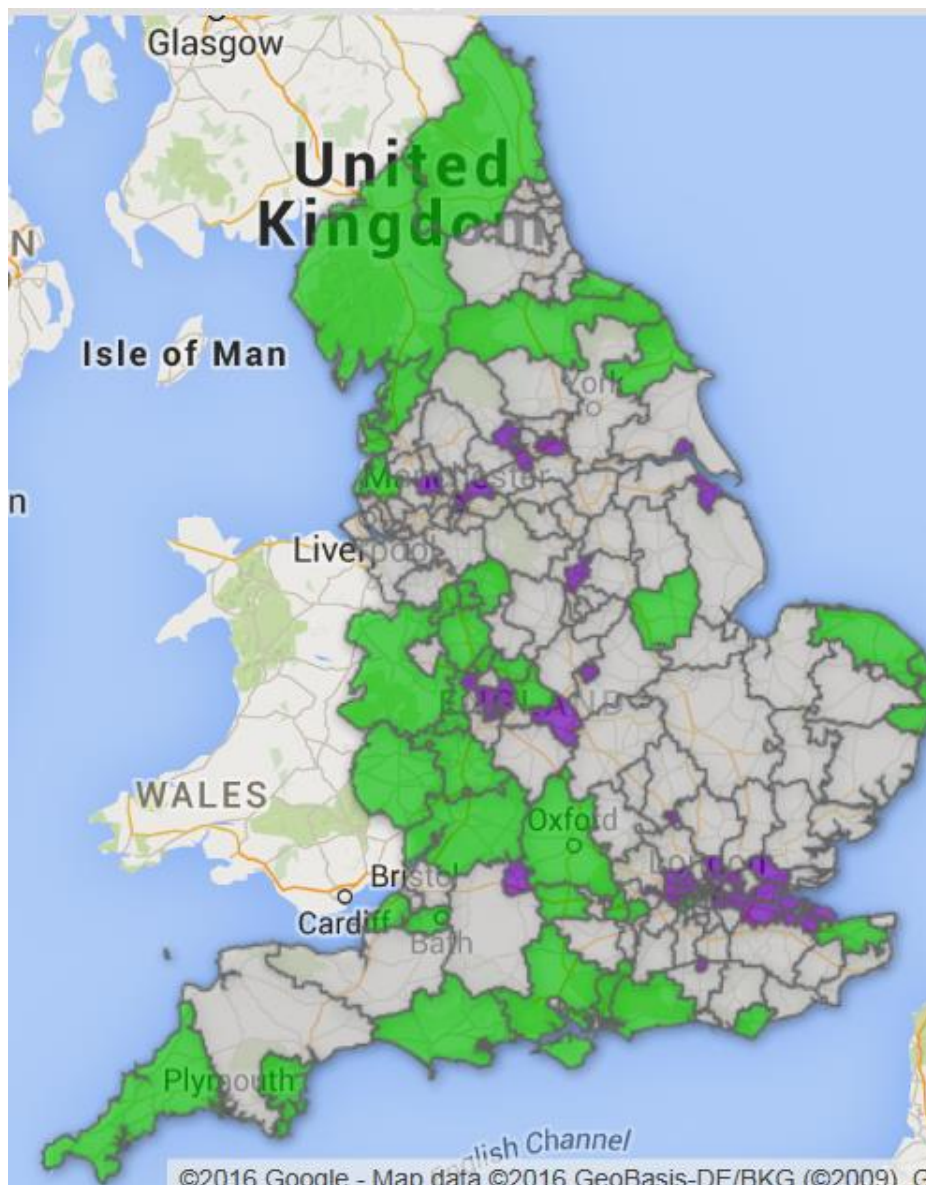 Glasgow
United
Kingdom
N
Isle of Man
York
Manchester
n
Liverpool
ENGLAND
WALES
Oxford
London
Bristol
Cardiff
Bath
Plymouth
English Channel
©2016 Google - Map data ©2016 GeoBasis-DE/BKG (©2009), G